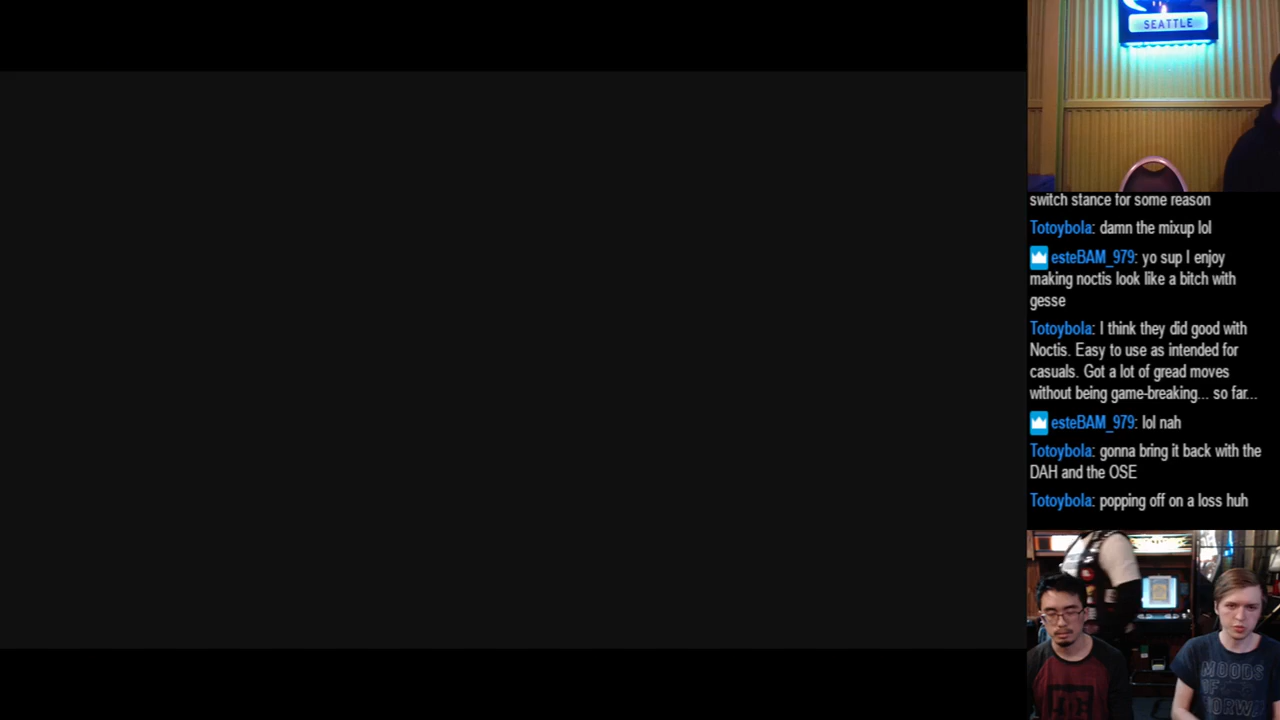 SEATTLE
switch stance for some reason
Totoybola: damn the mixup lol
esteBAM_979: yo sup I enjoy
making noctis look like a bitch with
gesse
Totoybola: I think they did good with
Noctis. Easy to use as intended for
casuals. Got a lot of gread moves
without being game-breaking... so far...
esteBAM_979: lol nah
Totoybola: gonna bring it back with the
DAH and the OSE
Totoybola: popping off on a loss huh
MOODS
OF